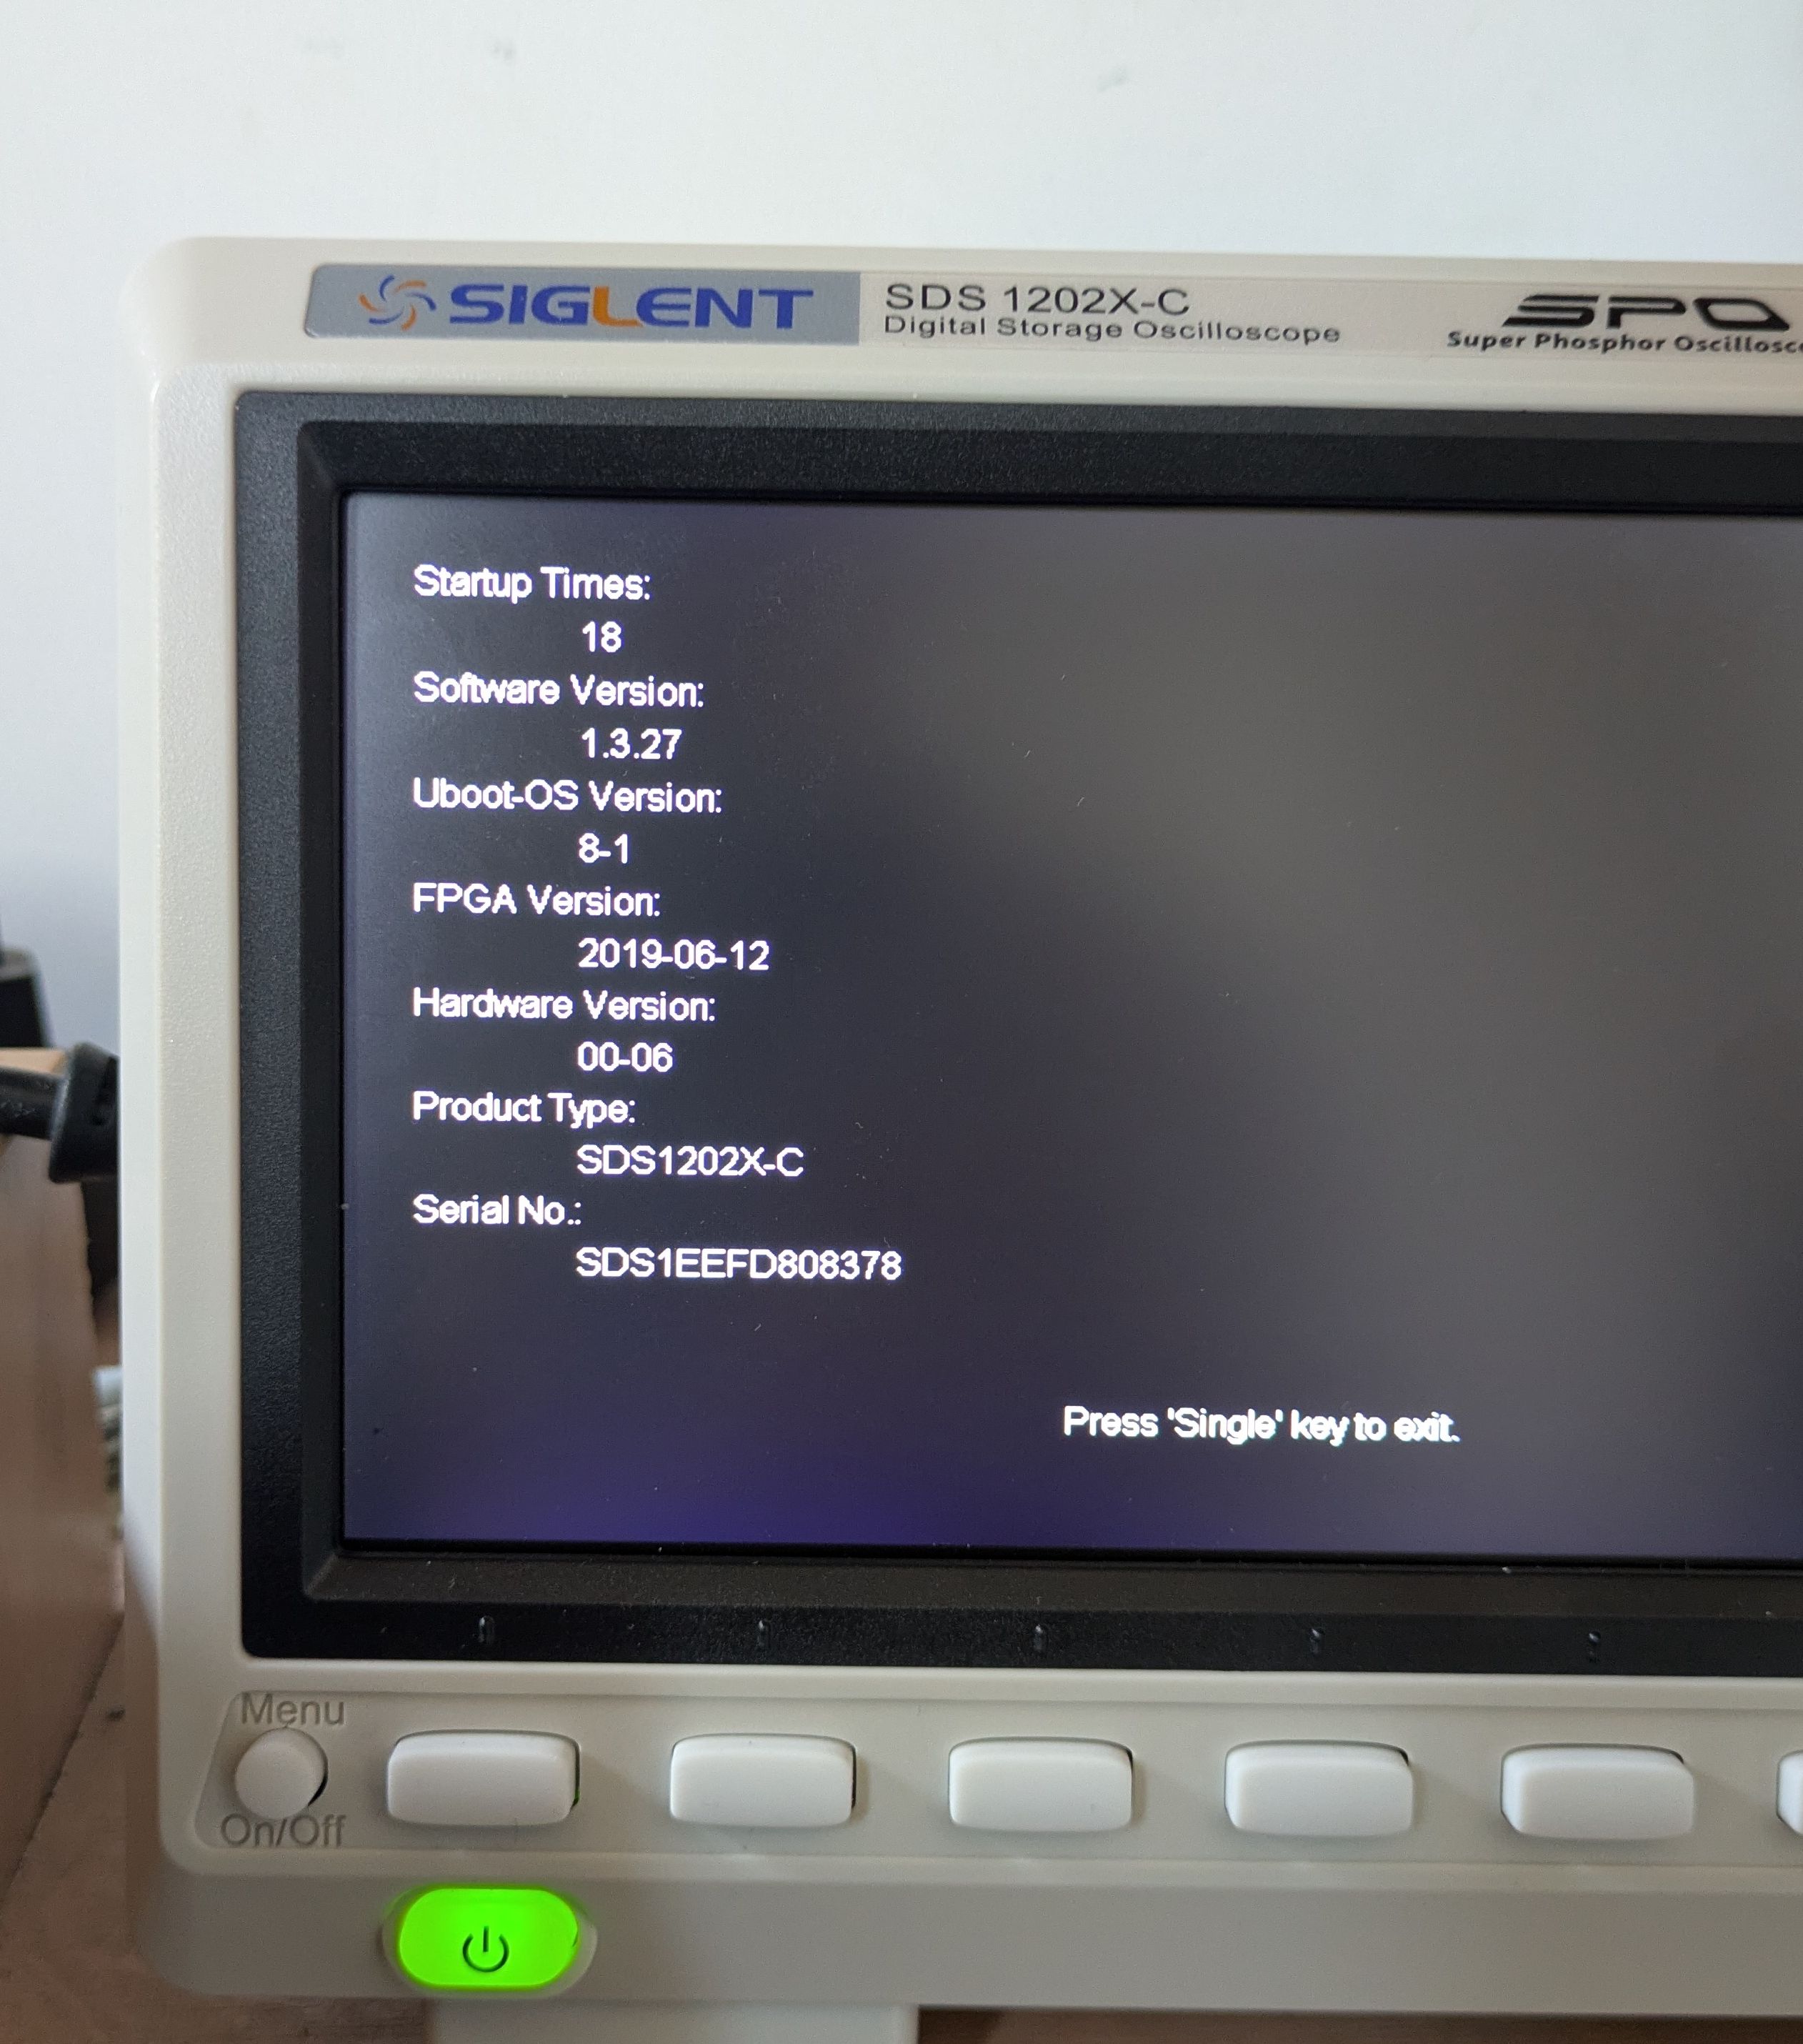 SIGLENT SDS 1202X-C
Digital Storage Oscilloscope
SPO
Super Phosphor
Startup Times:
18
Software Version:
1.3.27
Uboot-OS Version:
8-1
FPGA Version:
2019-06-12
Hardware Version:
00-06
Product Type:
SDS1202X-C
Serial No.:
SDS1EEFD808378
Press 'Single' key to exit.
Menu
On/Off